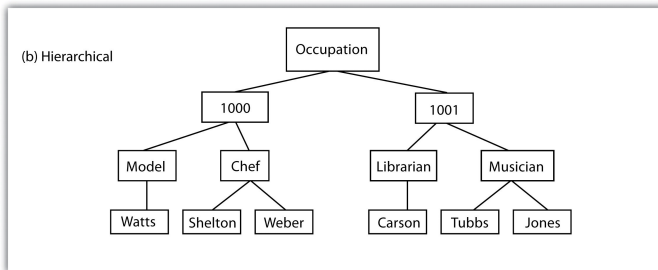 (b) Hierarchical
Occupation
1000
1001
Model
Chef
Librarian
Musician
Watts
Shelton
Weber
Carson
Tubbs
Jones